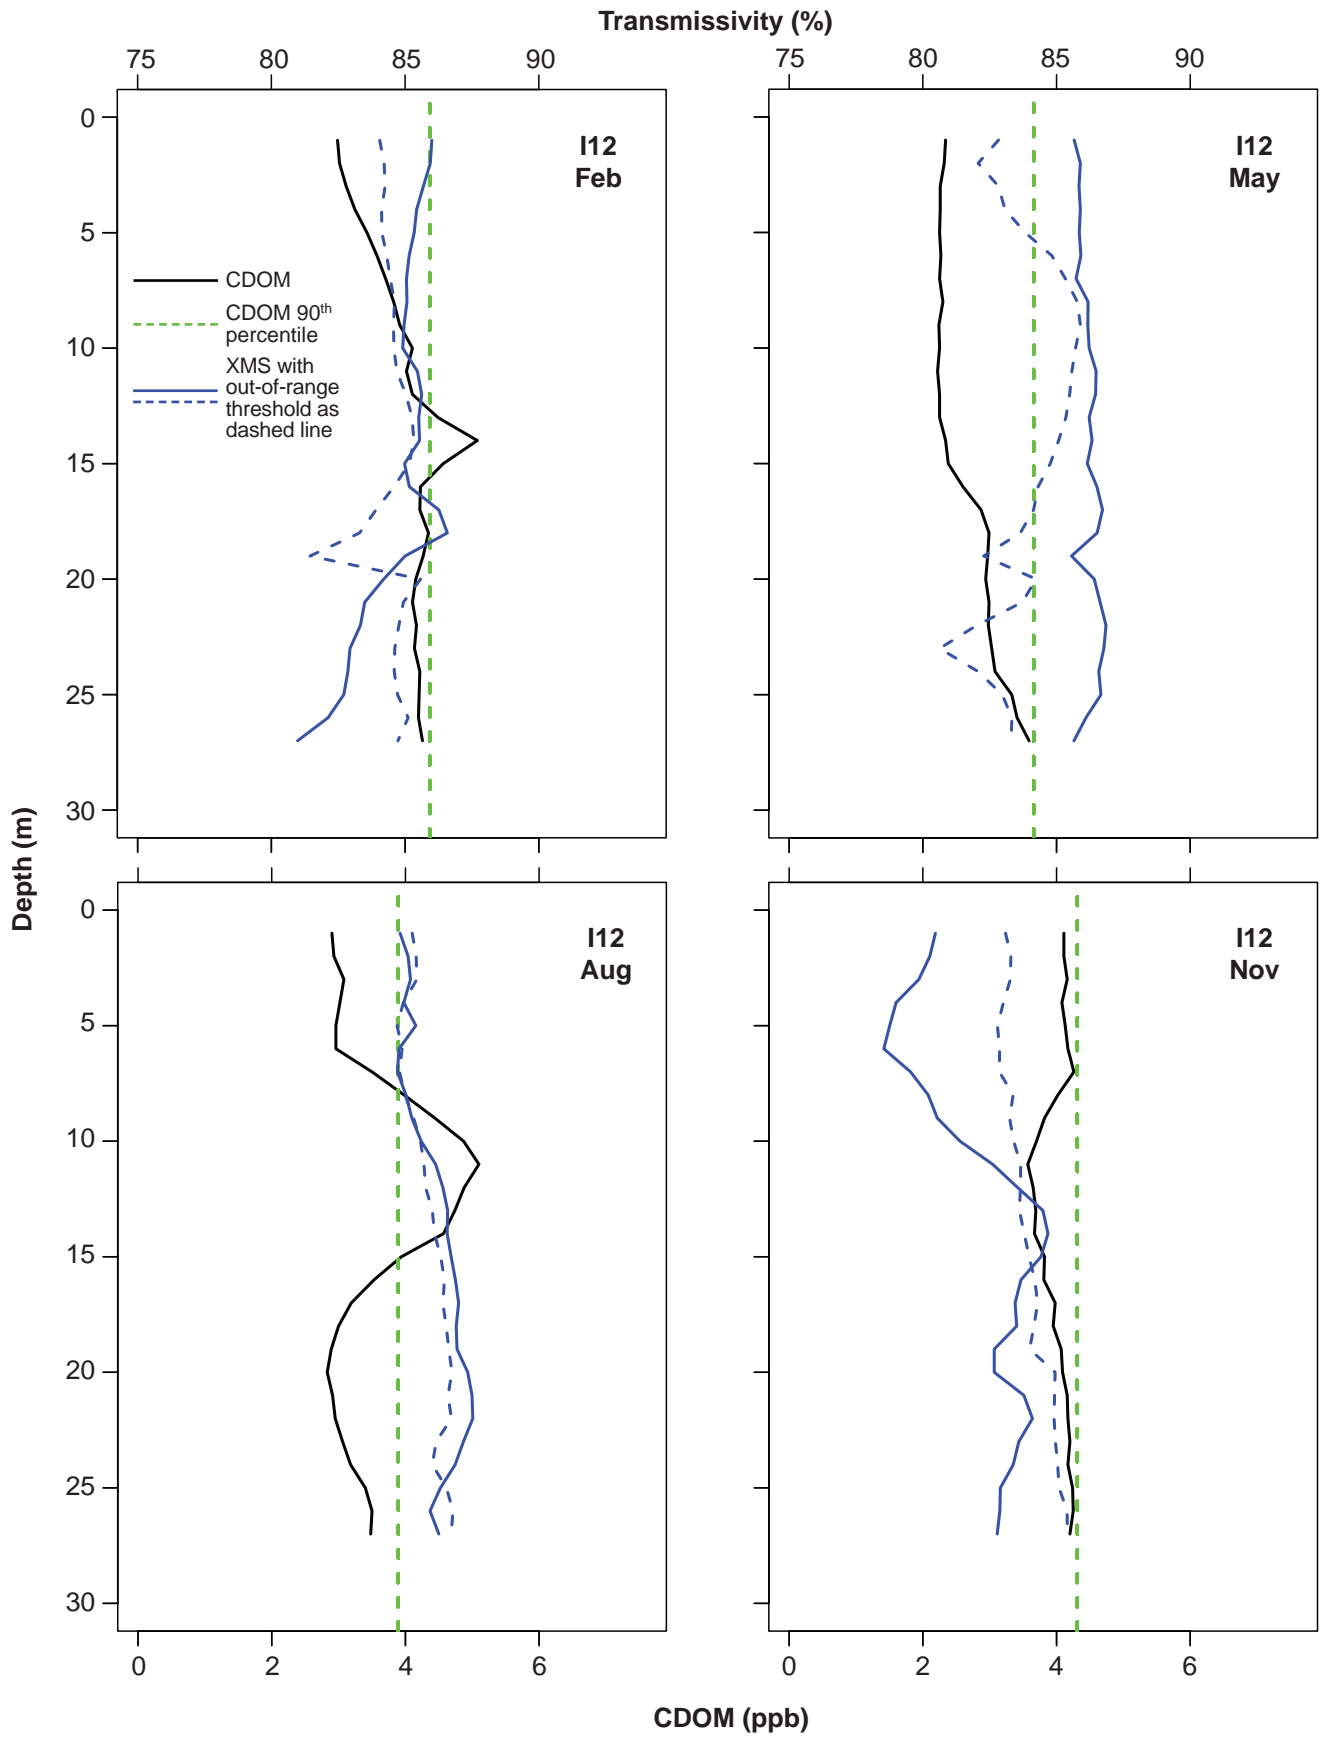 Transmissivity (%)
75 80 85 90
75 80 85 90
0
5
10
15
20
25
30
I12
Feb
CDOM
CDOM 90th
percentile
XMS with
out-of-range
threshold as
dashed line
I12
May
Depth (m)
0
5
10
15
20
25
30
I12
Aug
I12
Nov
0 2 4 6
0 2 4 6
CDOM (ppb)